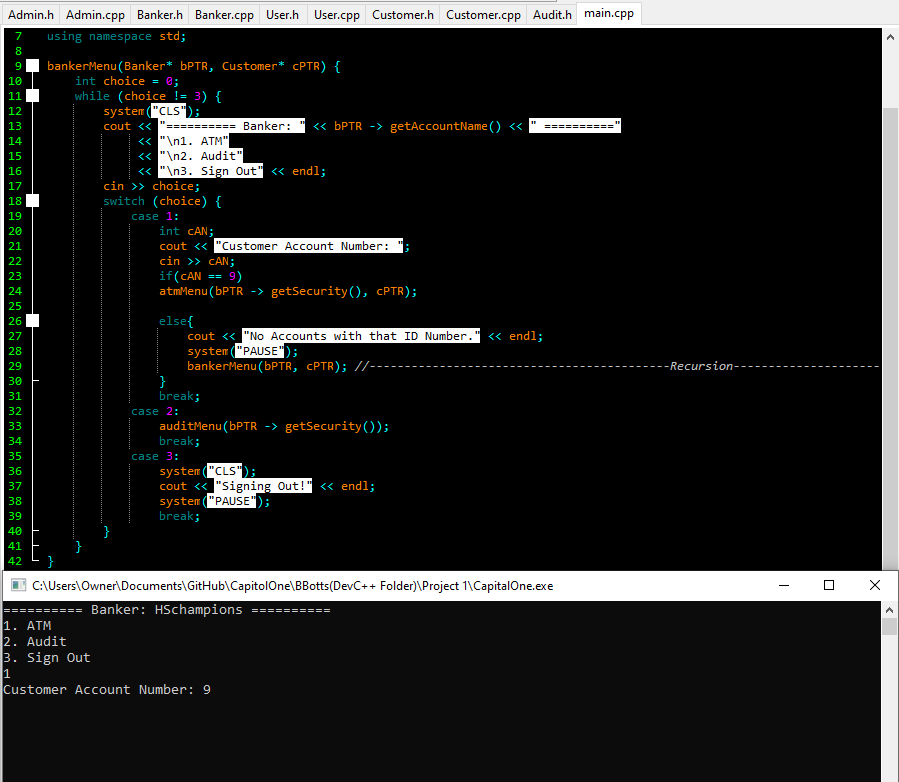 Admin.h Admin.cpp Banker.h Banker.cpp User.h User.cpp Customer.h Customer.cpp Audit.h main.cpp
7 using namespace std;
8
9 bankerMenu(Banker* bPTR, Customer* cPTR) {
10 int choice = 0;
11 while (choice != 3) {
12 system("CLS");
13 cout << "========== Banker: " << bPTR -> getAccountName() << " =========="
14 << "\n1. ATM"
15 << "\n2. Audit"
16 << "\n3. Sign Out" << endl;
17 cin >> choice;
18 switch (choice) {
19 case 1:
20 int cAN;
21 cout << "Customer Account Number: ";
22 cin >> cAN;
23 if(cAN == 9)
24 atmMenu(bPTR -> getSecurity(), cPTR);
25
26 else{
27 cout << "No Accounts with that ID Number." << endl;
28 system("PAUSE");
29 bankerMenu(bPTR, cPTR); //-------------------------------------------Recursion---------------------
30 }
31 break;
32 case 2:
33 auditMenu(bPTR -> getSecurity());
34 break;
35 case 3:
36 system("CLS");
37 cout << "Signing Out!" << endl;
38 system("PAUSE");
39 break;
40 }
41 }
42 }
C:\Users\Owner\Documents\GitHub\CapitolOne\BBotts(DevC++ Folder)\Project 1\CapitalOne.exe
========== Banker: HSchampions ==========
1. ATM
2. Audit
3. Sign Out
1
Customer Account Number: 9